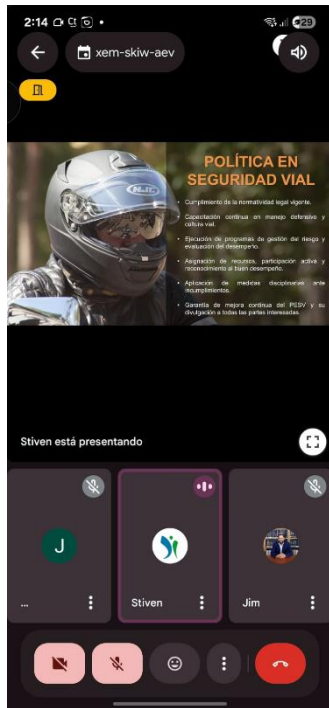 2:14
29
xem-skiw-aev
HJC
POLÍTICA EN
SEGURIDAD VIAL
• Cumplimiento de la normatividad legal vigente.
• Capacitación continua en manejo defensivo y
cultura vial.
• Ejecución de programas de gestión del riesgo y
evaluación del desempeño.
• Asignación de recursos, participación activa y
reconocimiento al buen desempeño.
• Aplicación de medidas disciplinarias ante
incumplimientos.
• Garantía de mejora continua del PESV y su
divulgación a todas las partes interesadas.
Stiven está presentando
J
...
Stiven
Jim